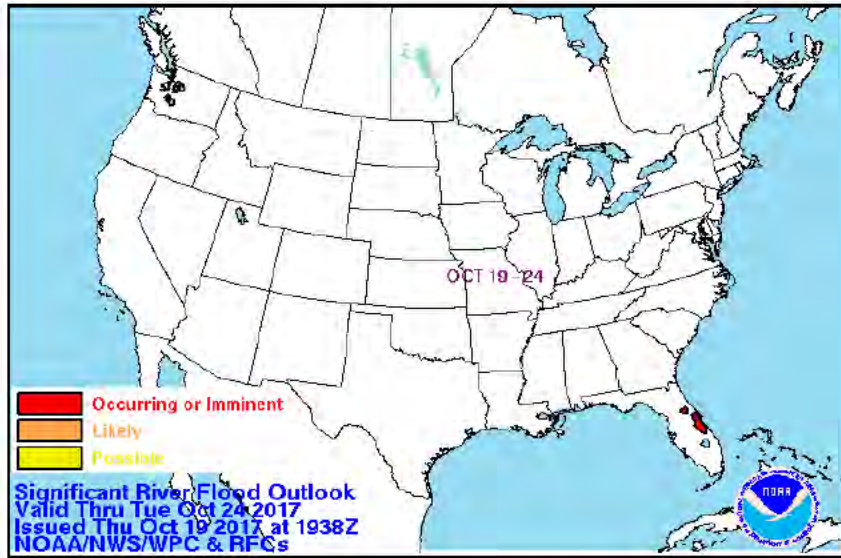 OCT 19 - 24
Occurring or Imminent
Likely
Possible
Significant River Flood Outlook
Valid Thru Tue Oct 24 2017
Issued Thu Oct 19 2017 at 1938Z
NOAA/NWS/WPC & RFCs
NOAA